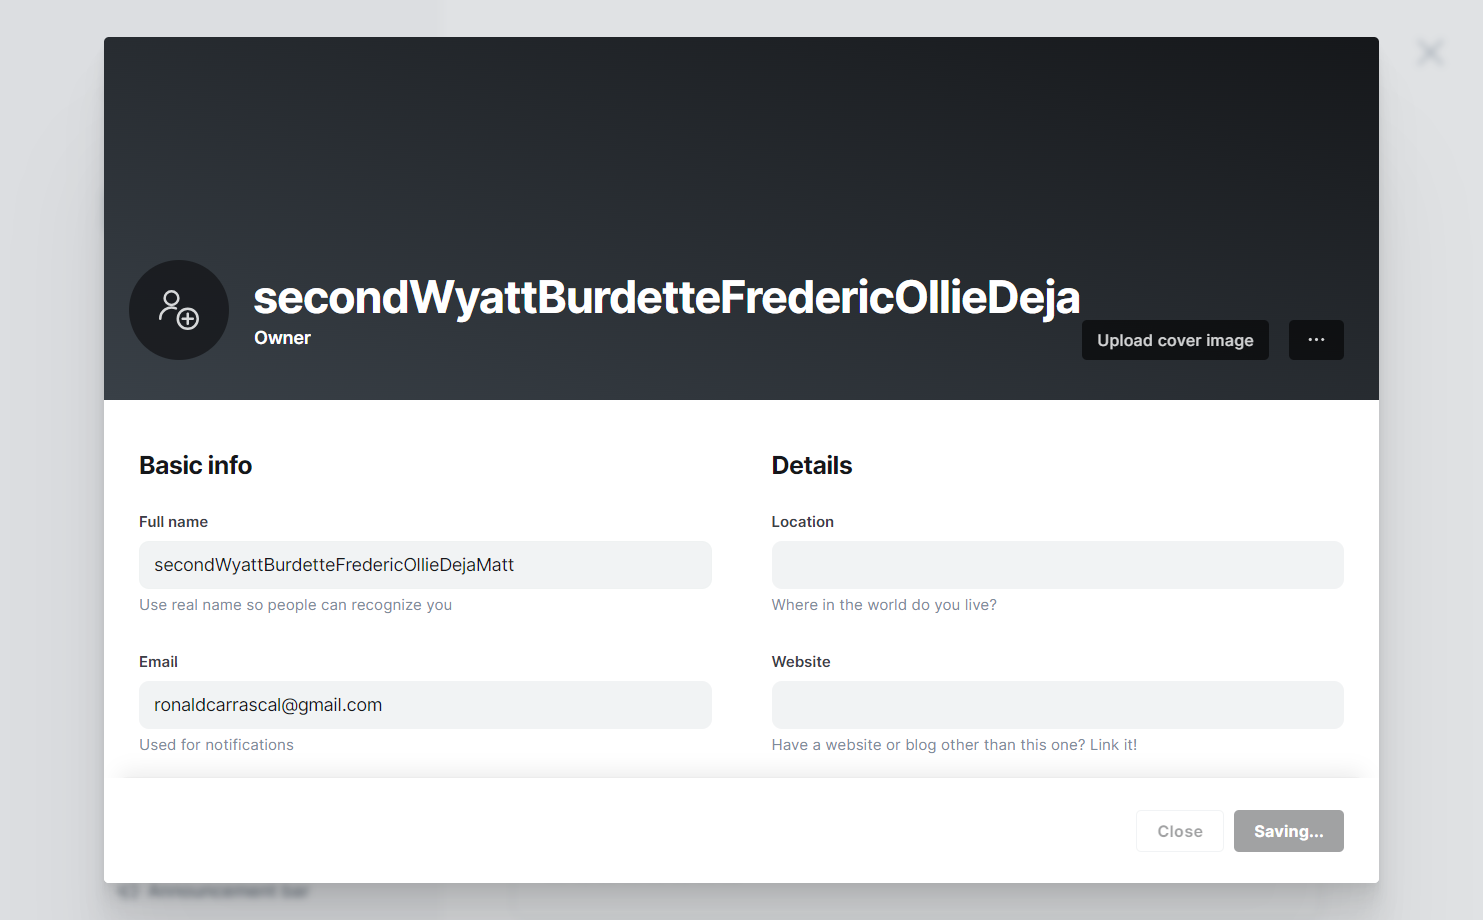 secondWyattBurdetteFredericOllieDeja
Owner
Upload cover image
...
Basic info
Full name
secondWyattBurdetteFredericOllieDejaMatt
Use real name so people can recognize you
Email
ronaldcarrascal@gmail.com
Used for notifications
Details
Location
Where in the world do you live?
Website
Have a website or blog other than this one? Link it!
Close
Saving...
Announcement bar